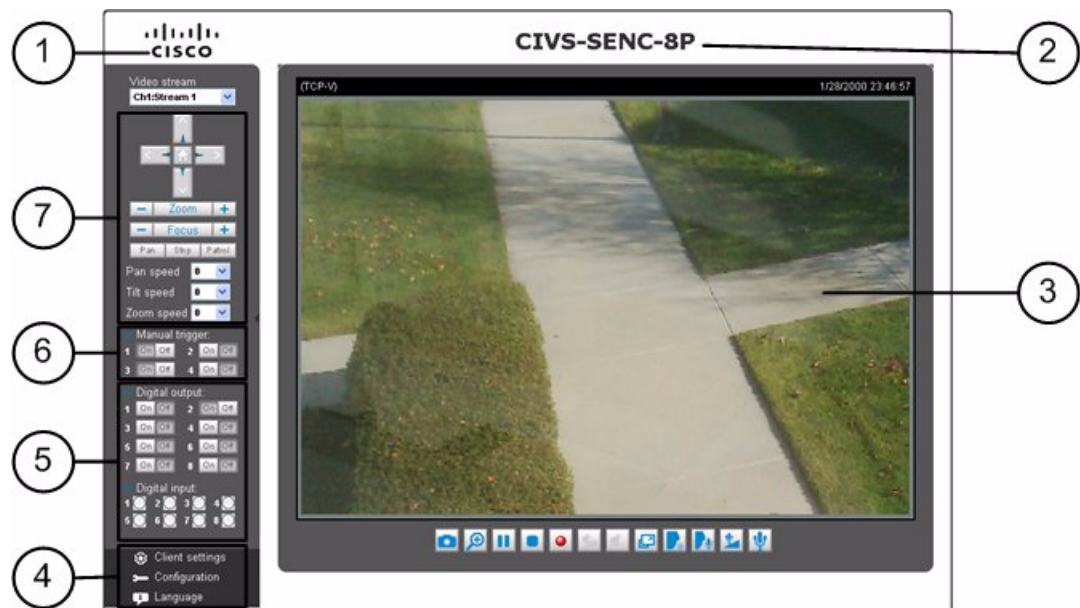 1
CISCO
CIVS-SENC-8P
2
Video stream
Ch1:Stream 1
(TCP-V)
1/28/2000 23:46:57
7
Zoom
Focus
Pan Stop Patrol
Pan speed 0
Tilt speed 0
Zoom speed 0
3
6
Manual trigger:
1 On Off 2 On Off
3 On Off 4 On Off
5
Digital output:
1 On Off 2 On Off
3 On Off 4 On Off
5 On Off 6 On Off
7 On Off 8 On Off
Digital input:
1 2 3 4
5 6 7 8
4
Client settings
Configuration
Language